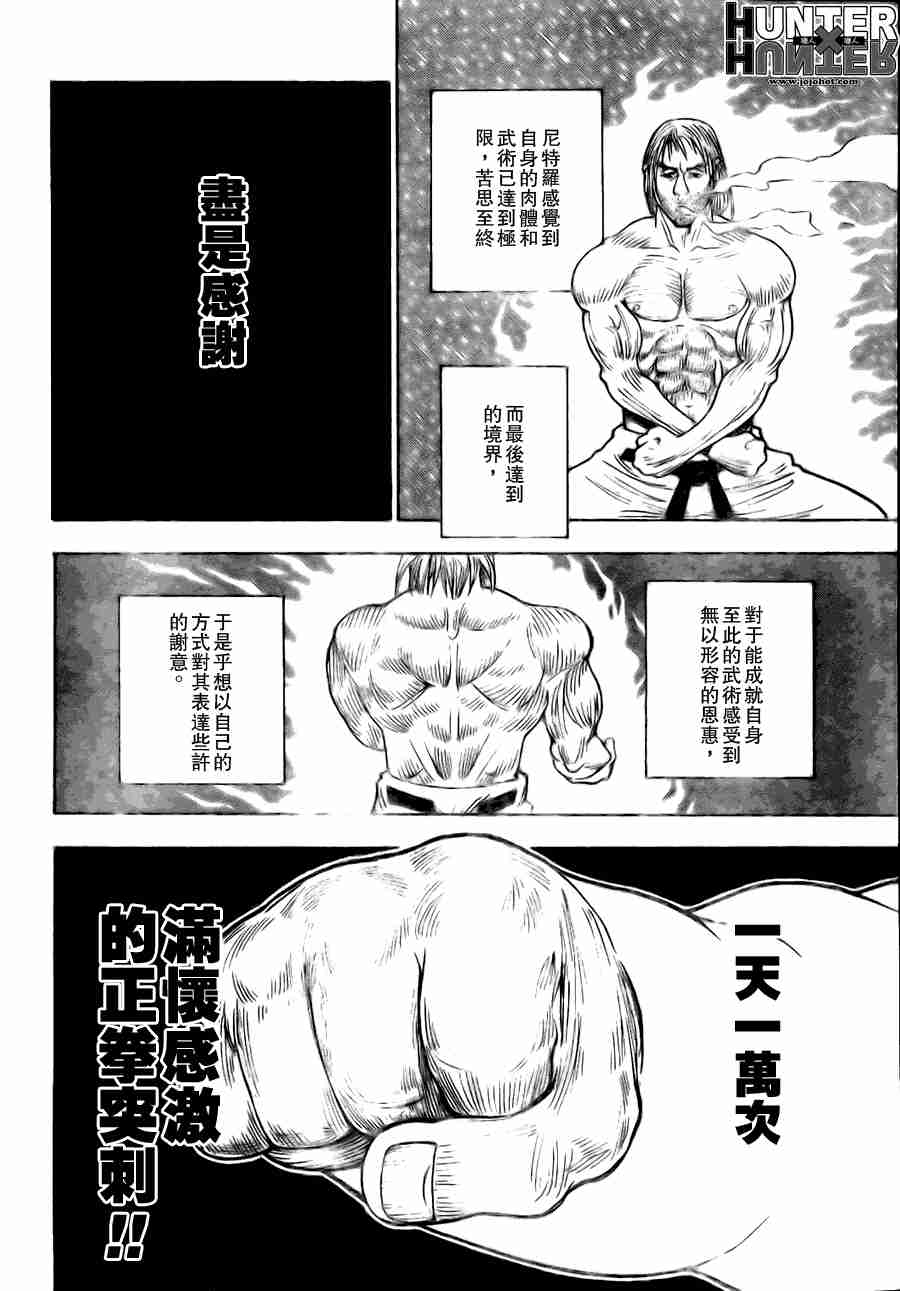 HUNTER
HUNTER
獵人
獵人
www.jojohot.com
尼特羅感覺到
自身的肉體和
武術已達到極
限，苦思至終
而最後達到
的境界，
盡是感謝
對于能成就自身
至此的武術感受到
無以形容的恩惠，
于是乎想以自己的
方式對其表達些許
的謝意。
一天一萬次
滿懷感激
的正拳突刺!!